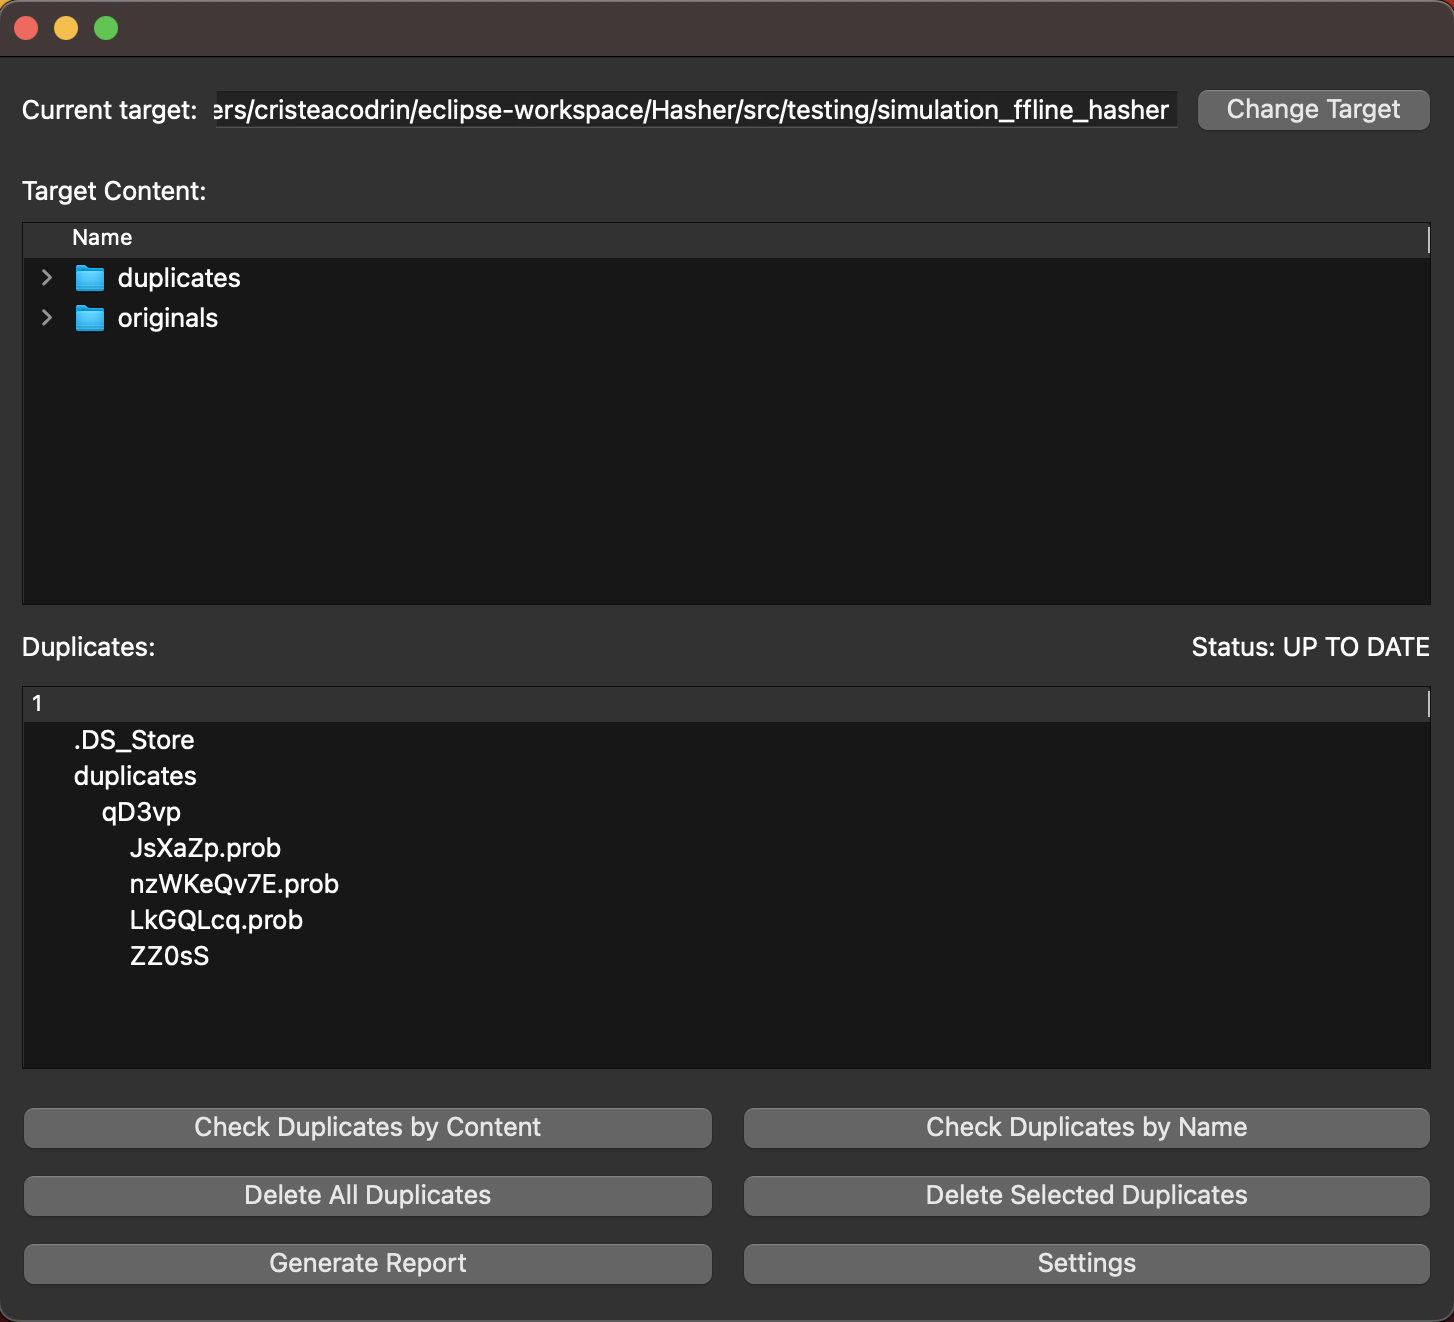 Current target: ers/cristeacodrin/eclipse-workspace/Hasher/src/testing/simulation_ffline_hasher Change Target
Target Content:
Name
duplicates
originals
Duplicates: Status: UP TO DATE
1
.DS_Store
duplicates
qD3vp
JsXaZp.prob
nzWKeQv7E.prob
LkGQLcq.prob
ZZ0sS
Check Duplicates by Content Check Duplicates by Name
Delete All Duplicates Delete Selected Duplicates
Generate Report Settings